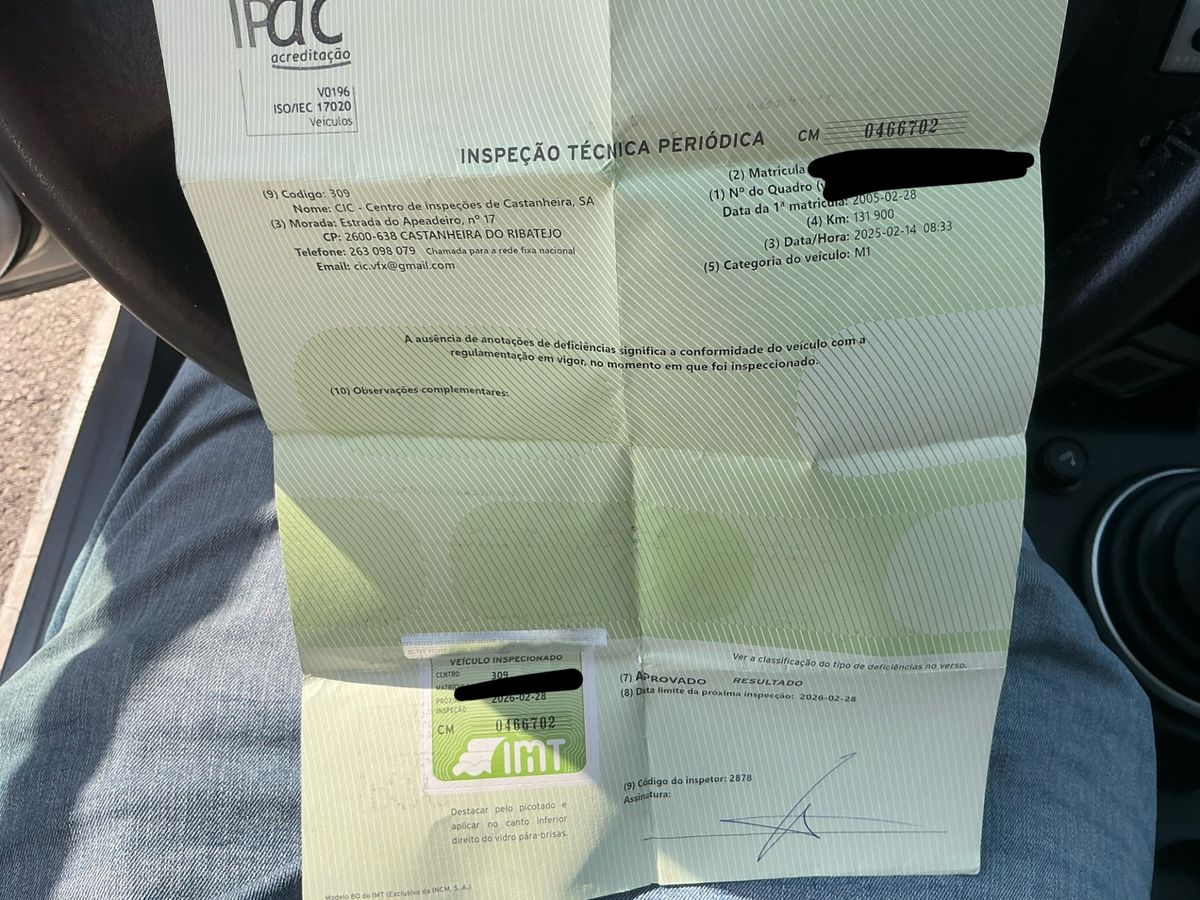 IPac
acreditação
V0196
ISO/IEC 17020
Veículos
INSPEÇÃO TÉCNICA PERIÓDICA CM 0466702
(9) Codigo: 309
Nome: CIC - Centro de inspeções de Castanheira, SA
(3) Morada: Estrada do Apeadeiro, nº 17
CP: 2600-638 CASTANHEIRA DO RIBATEJO
Telefone: 263 098 079 Chamada para a rede fixa nacional
Email: cic.vfx@gmail.com
(2) Matricula
(1) Nº do Quadro
Data da 1ª matricula: 2005-02-28
(4) Km: 131 900
(3) Data/Hora: 2025-02-14 08:33
(5) Categoria do veículo: M1
A ausência de anotações de deficiências significa a conformidade do veículo com a
regulamentação em vigor, no momento em que foi inspeccionado.
(10) Observações complementares:
Ver a classificação do tipo de deficiências no verso.
VEÍCULO INSPECIONADO
CENTRO 309
PRÓXIMA 2026-02-28
INSPEÇÃO
CM 0466702
IMT
(7) APROVADO RESULTADO
(8) Data limite da próxima inspecção: 2026-02-28
(9) Código do inspetor: 2878
Assinatura:
Destacar pelo picotado e
aplicar no canto inferior
direito do vidro pára-brisas.
Modelo BQ do IMT (Exclusivo da INCM, S.A.)